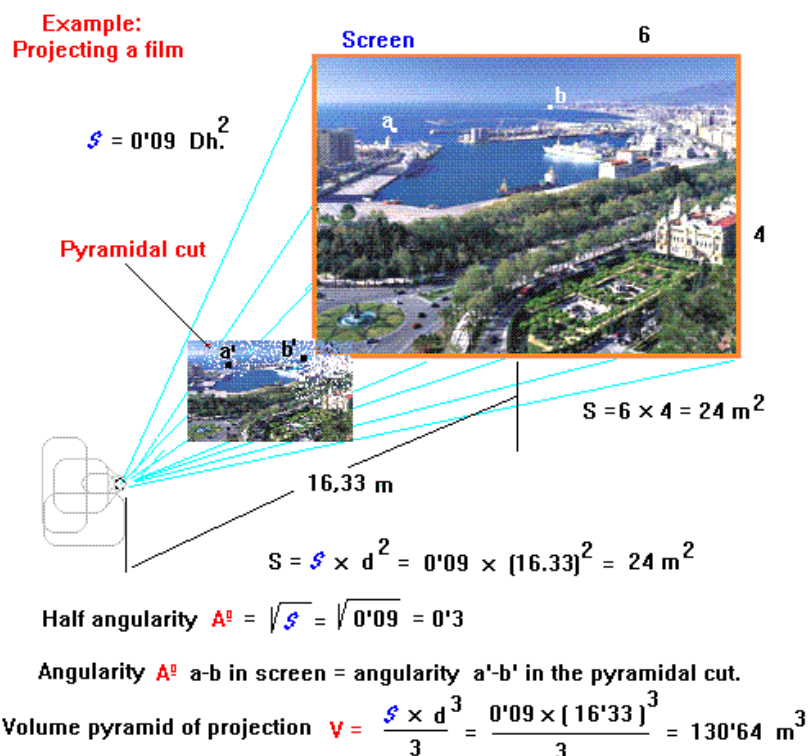 Example:
Projecting a film
Screen
6
𝒮 = 0'09 Dh.²
a
b
4
Pyramidal cut
a'
b'
S =6 × 4 = 24 m²
16,33 m
S = 𝒮 × d² = 0'09 × (16.33)² = 24 m²
Half angularity Aº = √𝒮 = √0'09 = 0'3
Angularity Aº a-b in screen = angularity a'-b' in the pyramidal cut.
Volume pyramid of projection V = 𝒮 × d³ / 3 = 0'09 × (16'33)³ / 3 = 130'64 m³